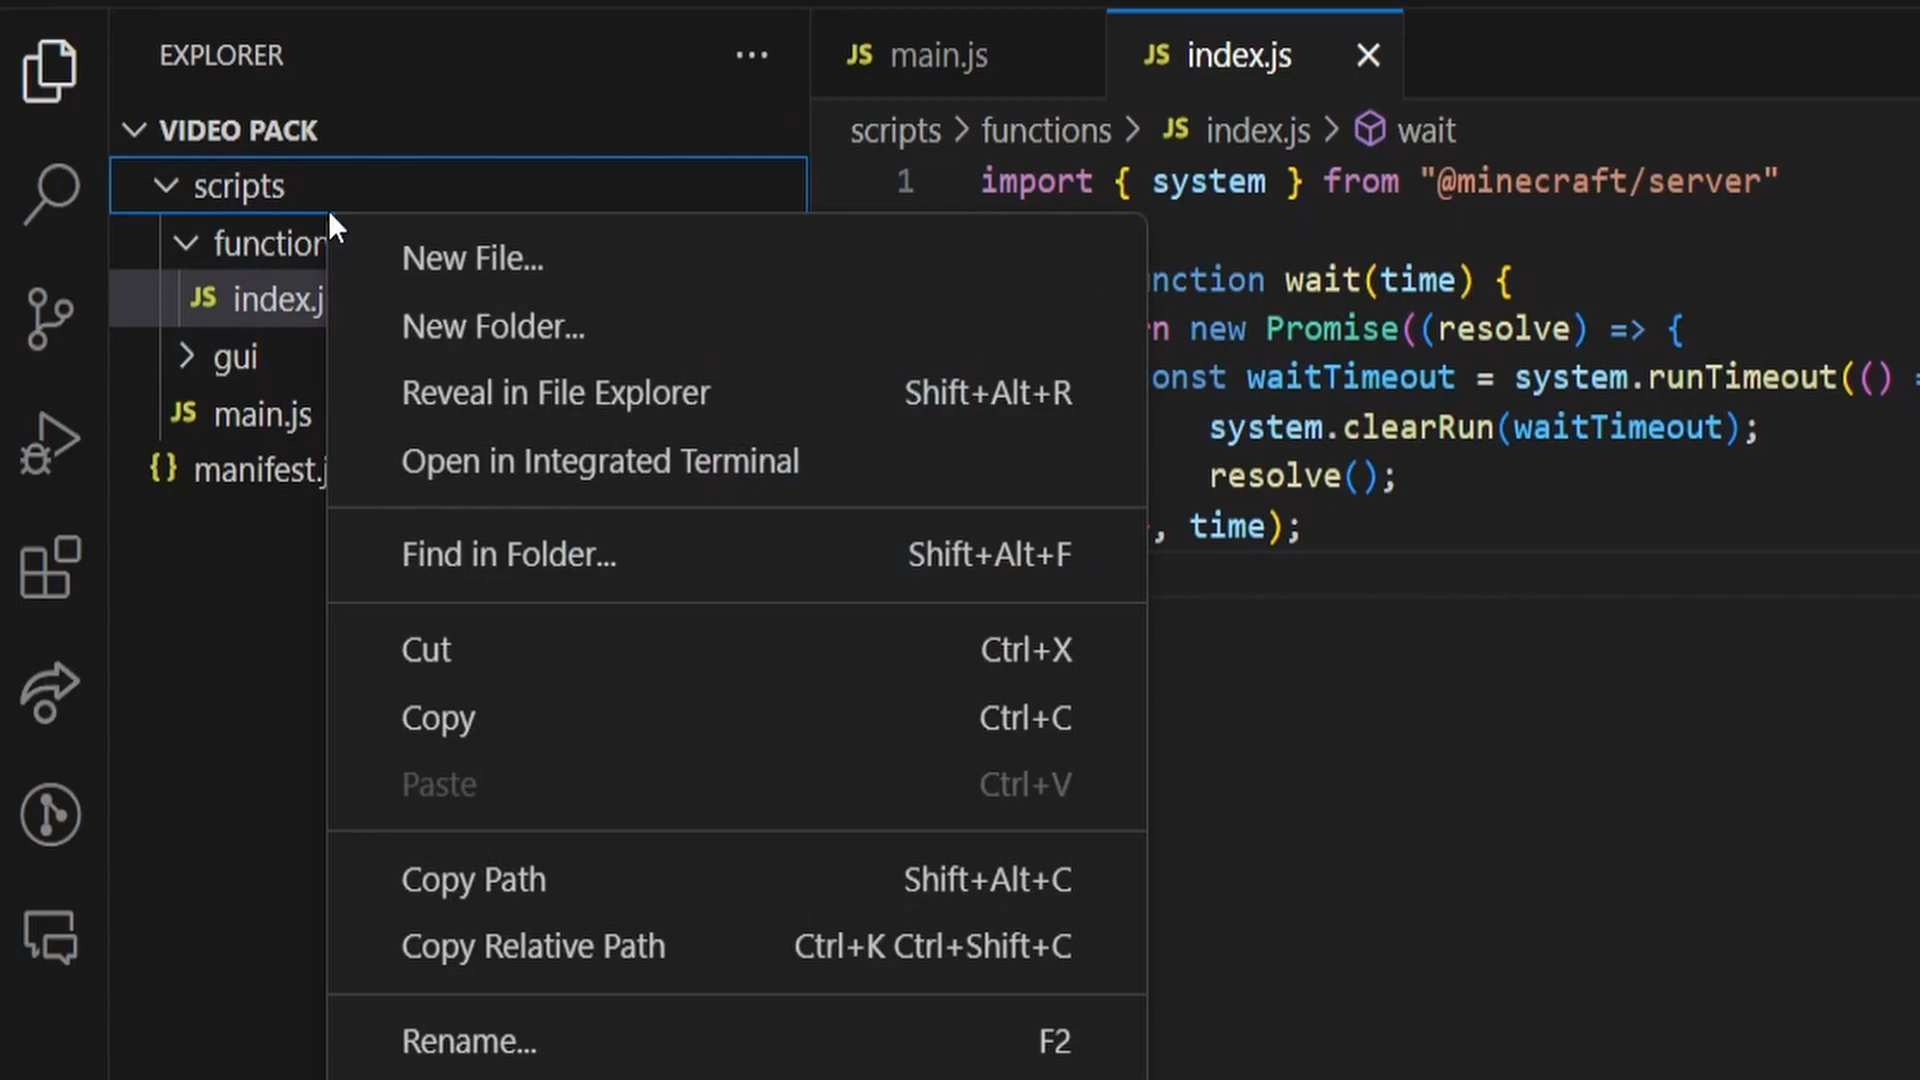 EXPLORER
VIDEO PACK
scripts
function
JS index.j
gui
JS main.js
{} manifest.j
JS main.js
JS index.js
scripts > functions > JS index.js > wait
1 import { system } from "@minecraft/server"
nction wait(time) {
n new Promise((resolve) => {
onst waitTimeout = system.runTimeout(() =
system.clearRun(waitTimeout);
resolve();
, time);
New File...
New Folder...
Reveal in File Explorer Shift+Alt+R
Open in Integrated Terminal
Find in Folder... Shift+Alt+F
Cut Ctrl+X
Copy Ctrl+C
Paste Ctrl+V
Copy Path Shift+Alt+C
Copy Relative Path Ctrl+K Ctrl+Shift+C
Rename... F2